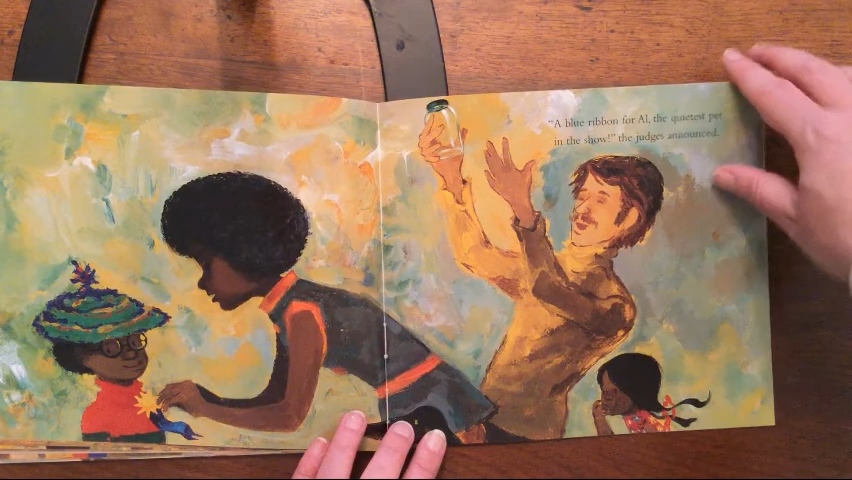 "A blue ribbon for Al, the quietest pet
in the show!" the judges announced.